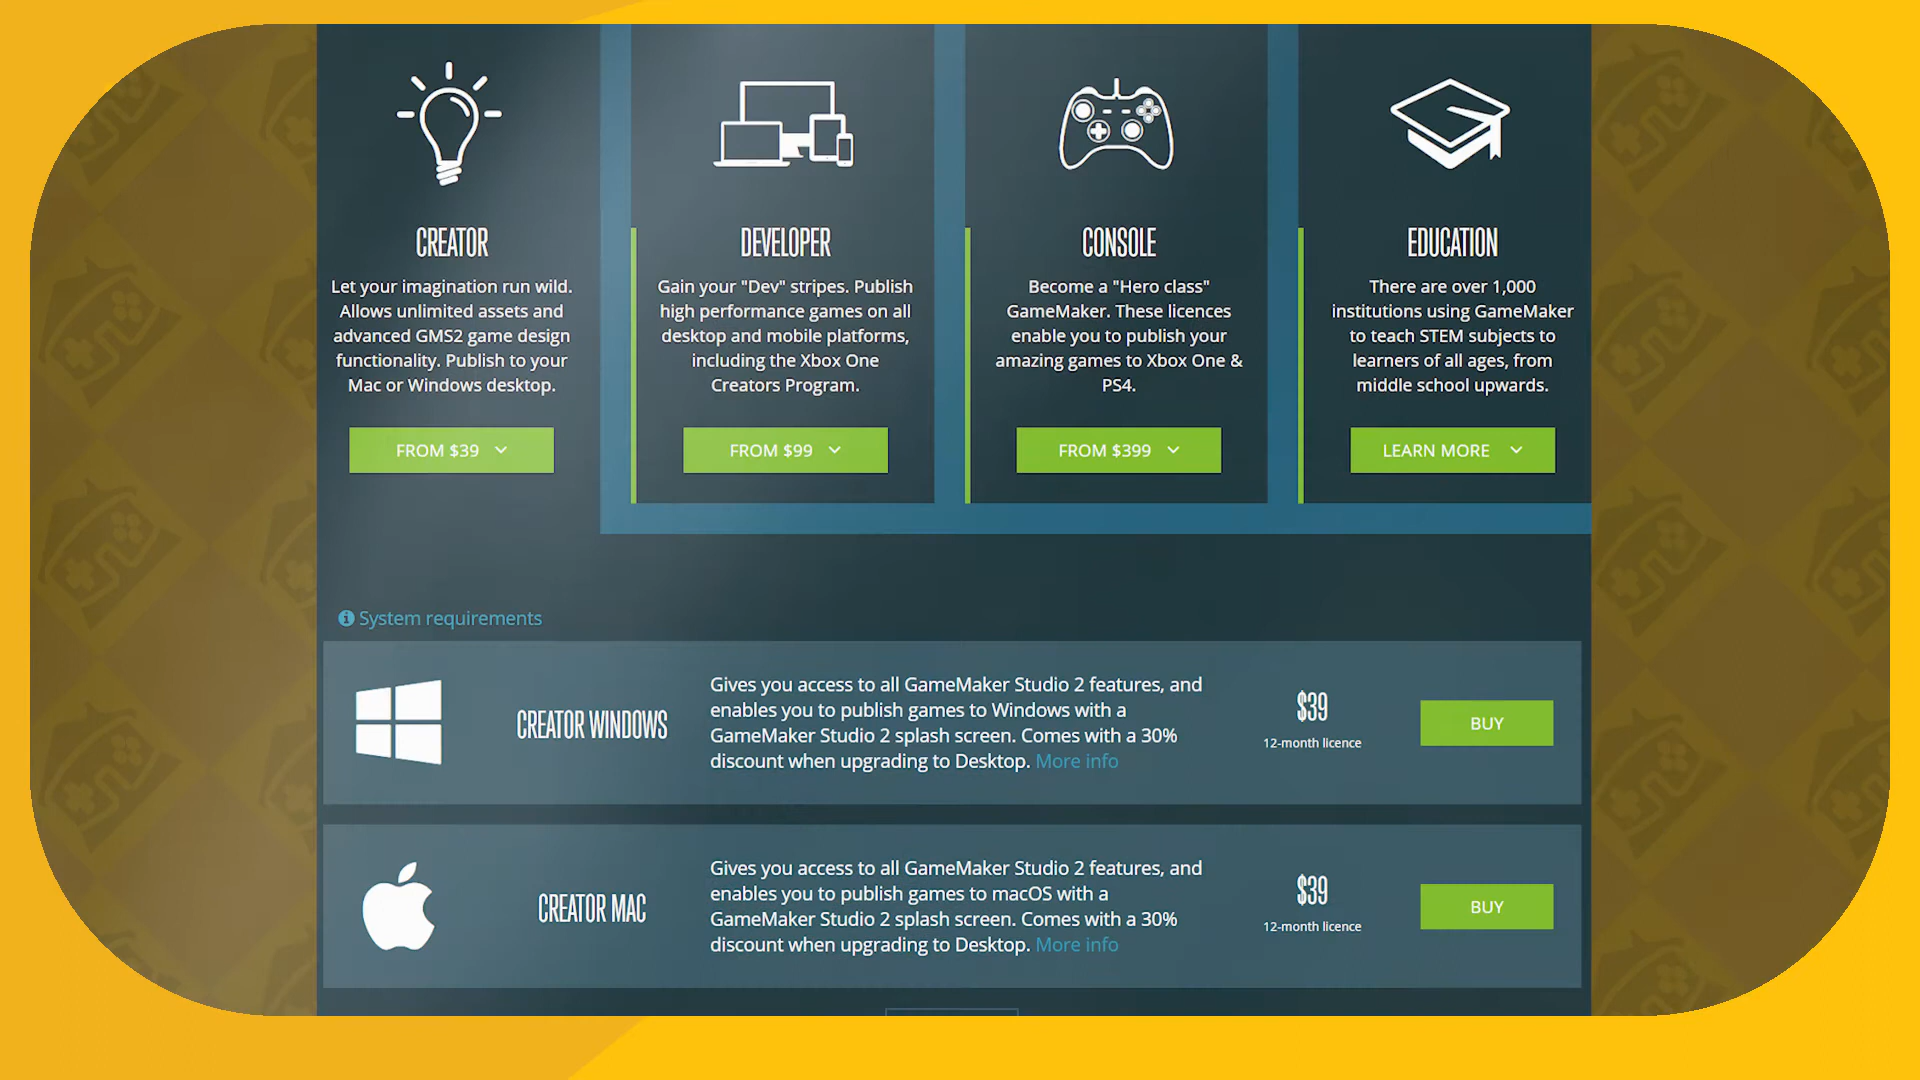 CREATOR
Let your imagination run wild.
Allows unlimited assets and
advanced GMS2 game design
functionality. Publish to your
Mac or Windows desktop.
FROM $39
DEVELOPER
Gain your "Dev" stripes. Publish
high performance games on all
desktop and mobile platforms,
including the Xbox One
Creators Program.
FROM $99
CONSOLE
Become a "Hero class"
GameMaker. These licences
enable you to publish your
amazing games to Xbox One &
PS4.
FROM $399
EDUCATION
There are over 1,000
institutions using GameMaker
to teach STEM subjects to
learners of all ages, from
middle school upwards.
LEARN MORE
System requirements
CREATOR WINDOWS
Gives you access to all GameMaker Studio 2 features, and
enables you to publish games to Windows with a
GameMaker Studio 2 splash screen. Comes with a 30%
discount when upgrading to Desktop. More info
$39
12-month licence
BUY
CREATOR MAC
Gives you access to all GameMaker Studio 2 features, and
enables you to publish games to macOS with a
GameMaker Studio 2 splash screen. Comes with a 30%
discount when upgrading to Desktop. More info
$39
12-month licence
BUY